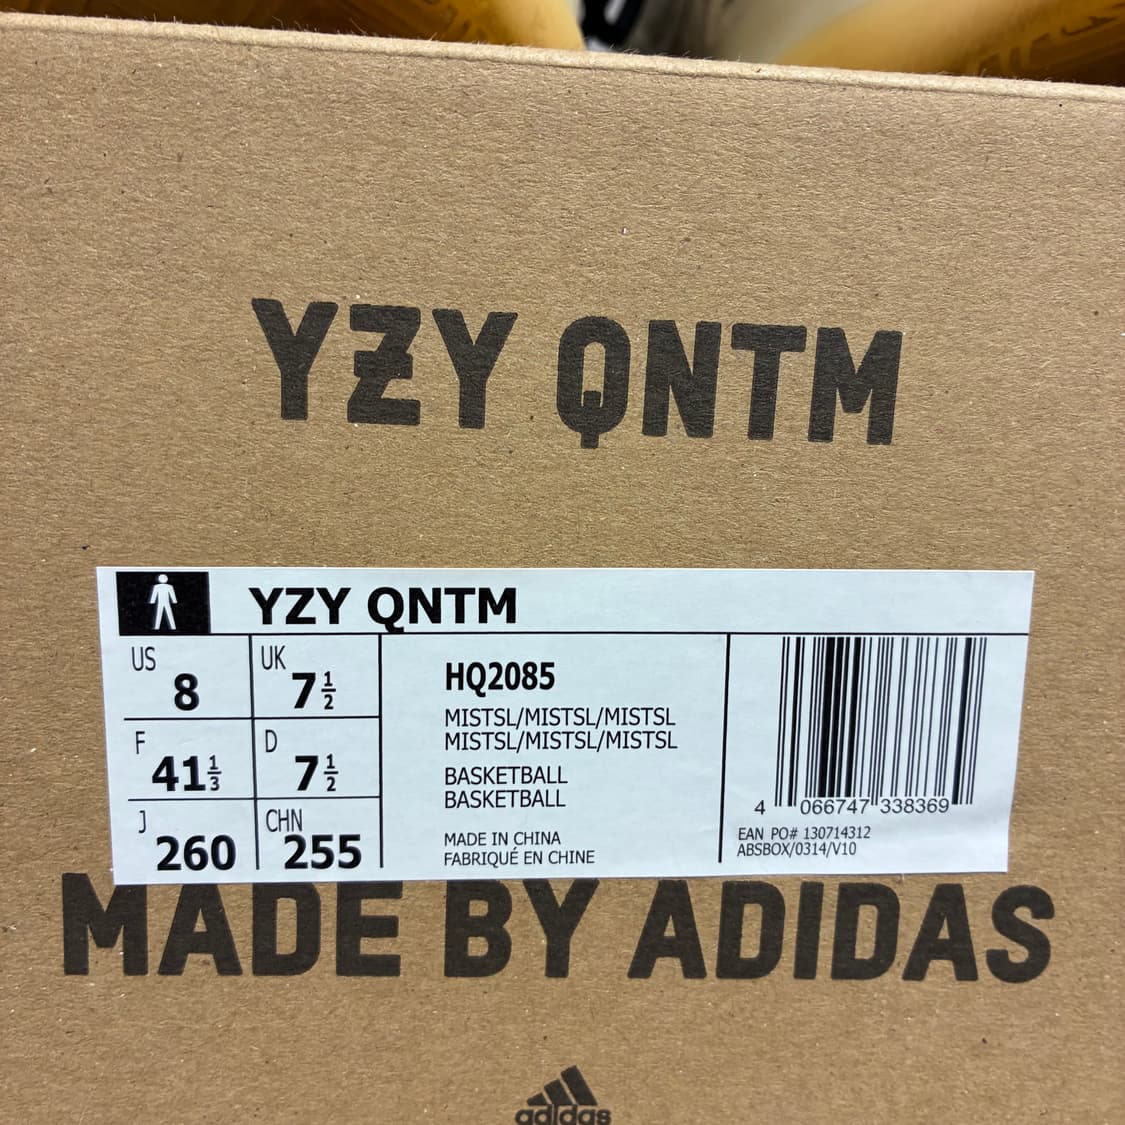 YZY QNTM
YZY QNTM
US 8 UK 7 1/2
F 41 1/3 D 7 1/2
J 260 CHN 255
HQ2085
MISTSL/MISTSL/MISTSL
MISTSL/MISTSL/MISTSL
BASKETBALL
BASKETBALL
MADE IN CHINA
FABRIQUÉ EN CHINE
4 066747 338369
EAN PO# 130714312
ABSBOX/0314/V10
MADE BY ADIDAS
adidas